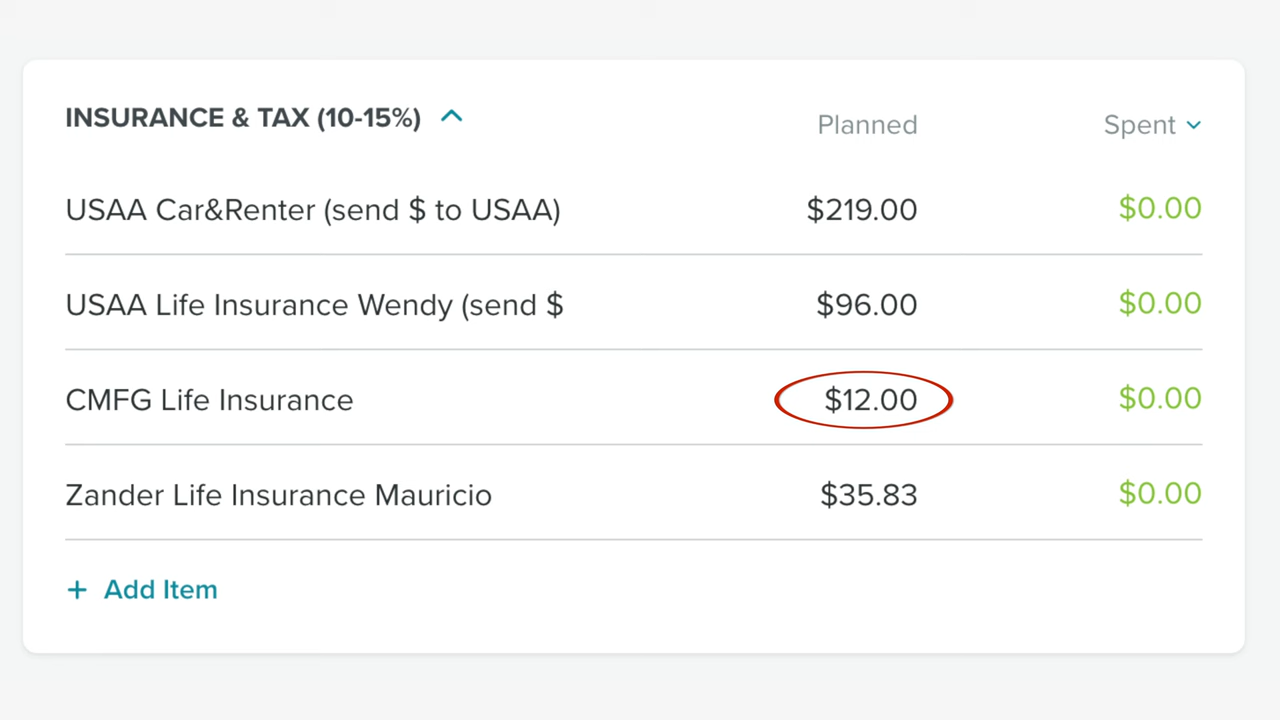 INSURANCE & TAX (10-15%) Planned Spent
USAA Car&Renter (send $ to USAA) $219.00 $0.00
USAA Life Insurance Wendy (send $ $96.00 $0.00
CMFG Life Insurance $12.00 $0.00
Zander Life Insurance Mauricio $35.83 $0.00
+ Add Item